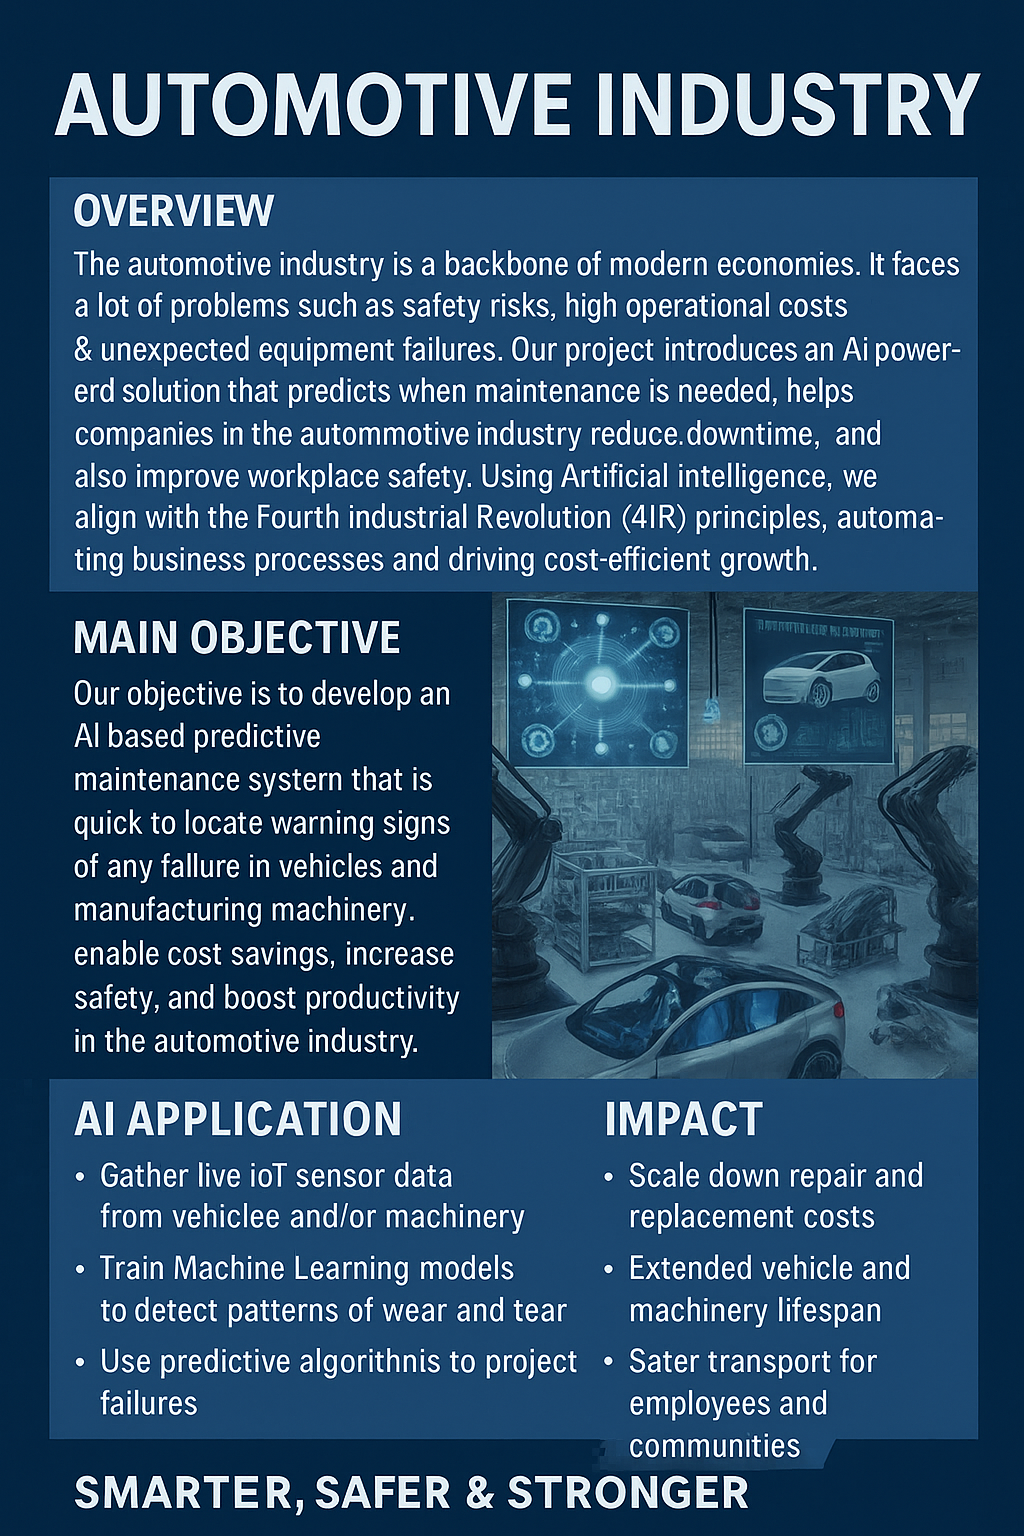 AUTOMOTIVE INDUSTRY
OVERVIEW
The automotive industry is a backbone of modern economies. It faces
a lot of problems such as safety risks, high operational costs
& unexpected equipment failures. Our project introduces an Ai power-
erd solution that predicts when maintenance is needed, helps
companies in the autommotive industry reduce.downtime, and
also improve workplace safety. Using Artificial intelligence, we
align with the Fourth industrial Revolution (4IR) principles, automa-
ting business processes and driving cost-efficient growth.
MAIN OBJECTIVE
Our objective is to develop an
AI based predictive
maintenance system that is
quick to locate warning signs
of any fallure in vehicles and
manufacturing machinery.
enable cost savings, increase
safety, and boost productivity
in the automotive industry.
AI APPLICATION
• Gather live ioT sensor data
from vehiclee and/or machinery
• Train Machine Learning models
to detect patterns of wear and tear
• Use predictive algorithnis to project
failures
IMPACT
• Scale down repair and
replacement costs
• Extended vehicle and
machinery lifespan
• Sater transport for
employees and
communities
SMARTER, SAFER & STRONGER